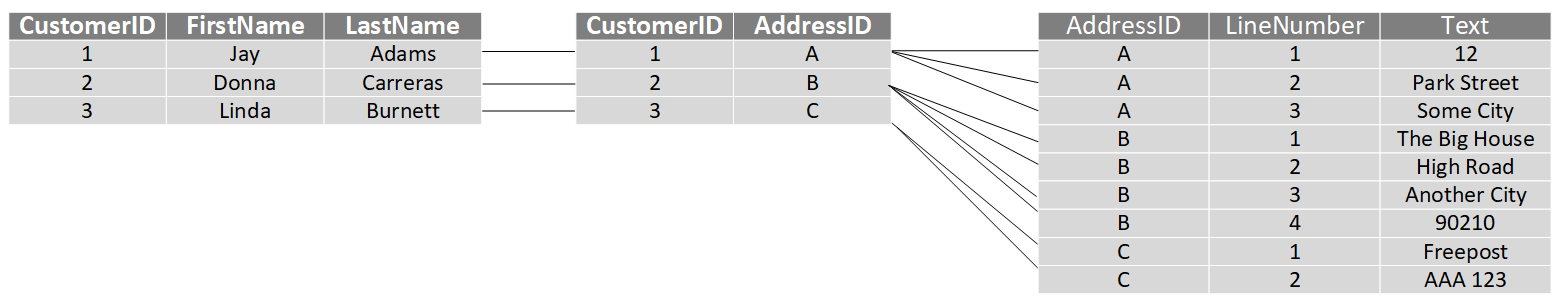 CustomerID FirstName LastName
1 Jay Adams
2 Donna Carreras
3 Linda Burnett
CustomerID AddressID
1 A
2 B
3 C
AddressID LineNumber Text
A 1 12
A 2 Park Street
A 3 Some City
B 1 The Big House
B 2 High Road
B 3 Another City
B 4 90210
C 1 Freepost
C 2 AAA 123